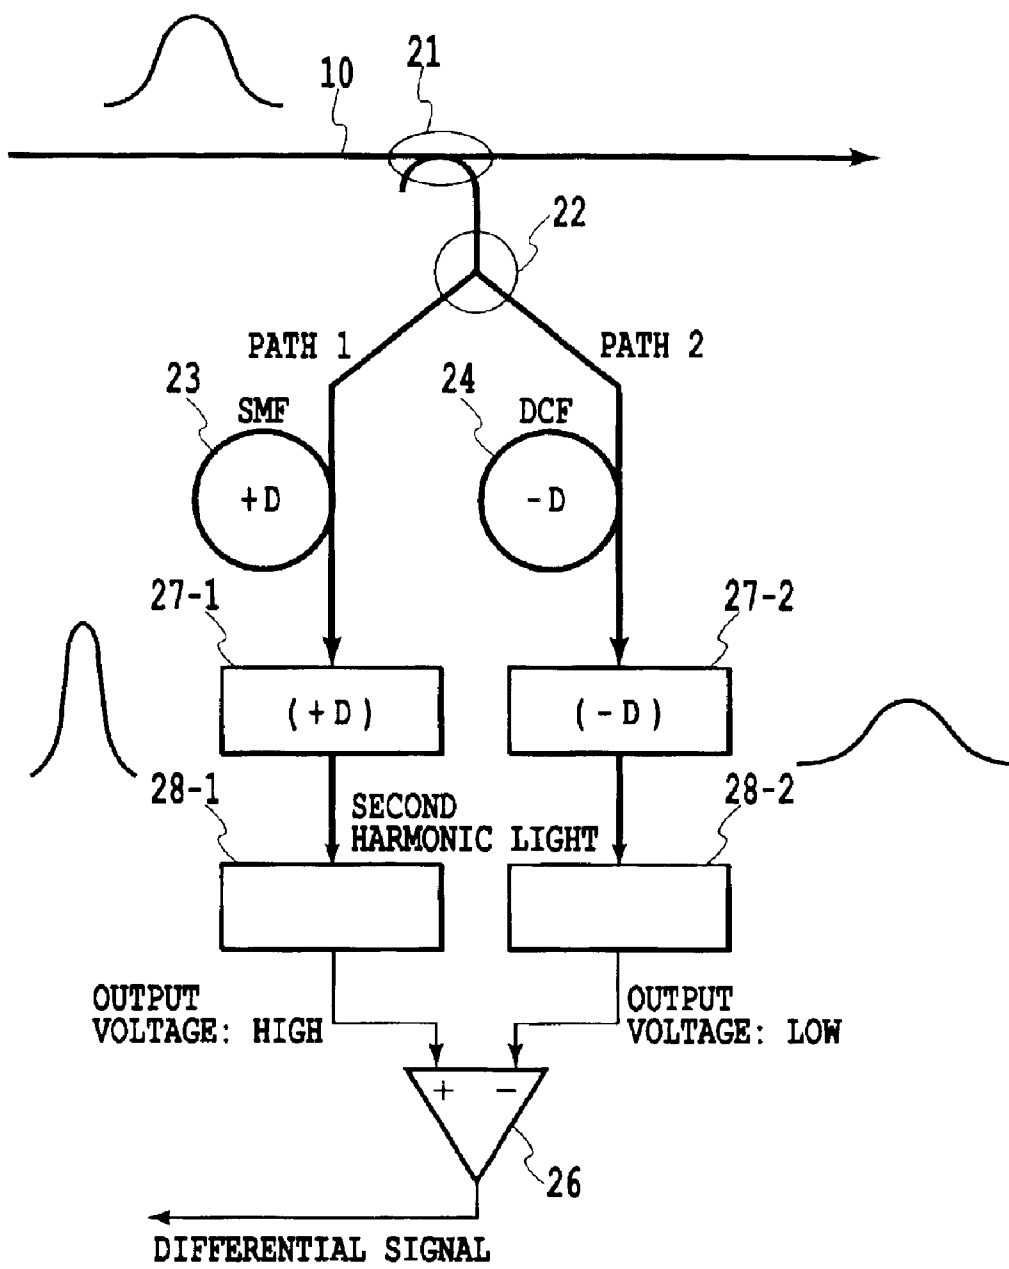 21
10
22
PATH 1
PATH 2
23
24
SMF
DCF
+D
-D
27-1
27-2
(+D)
(-D)
28-1
28-2
SECOND
HARMONIC LIGHT
OUTPUT
VOLTAGE: HIGH
OUTPUT
VOLTAGE: LOW
+
−
26
DIFFERENTIAL SIGNAL